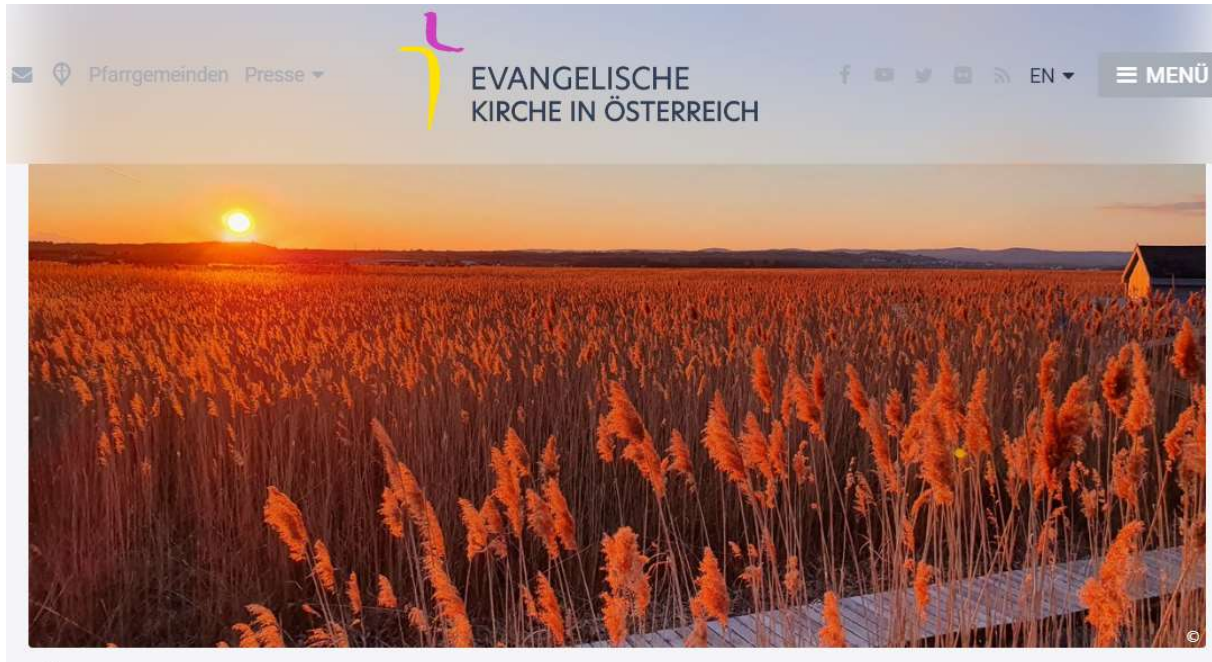 Pfarrgemeinden Presse
EVANGELISCHE
KIRCHE IN ÖSTERREICH
EN
MENÜ
©